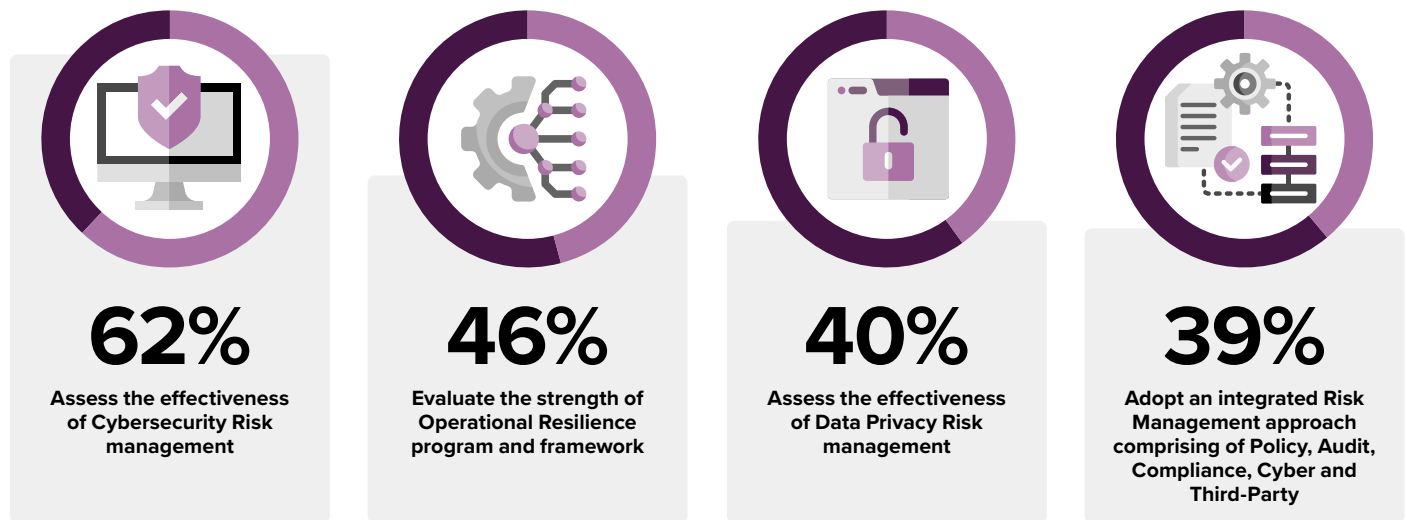 62%
Assess the effectiveness
of Cybersecurity Risk
management
46%
Evaluate the strength of
Operational Resilience
program and framework
40%
Assess the effectiveness
of Data Privacy Risk
management
39%
Adopt an integrated Risk
Management approach
comprising of Policy, Audit,
Compliance, Cyber and
Third-Party